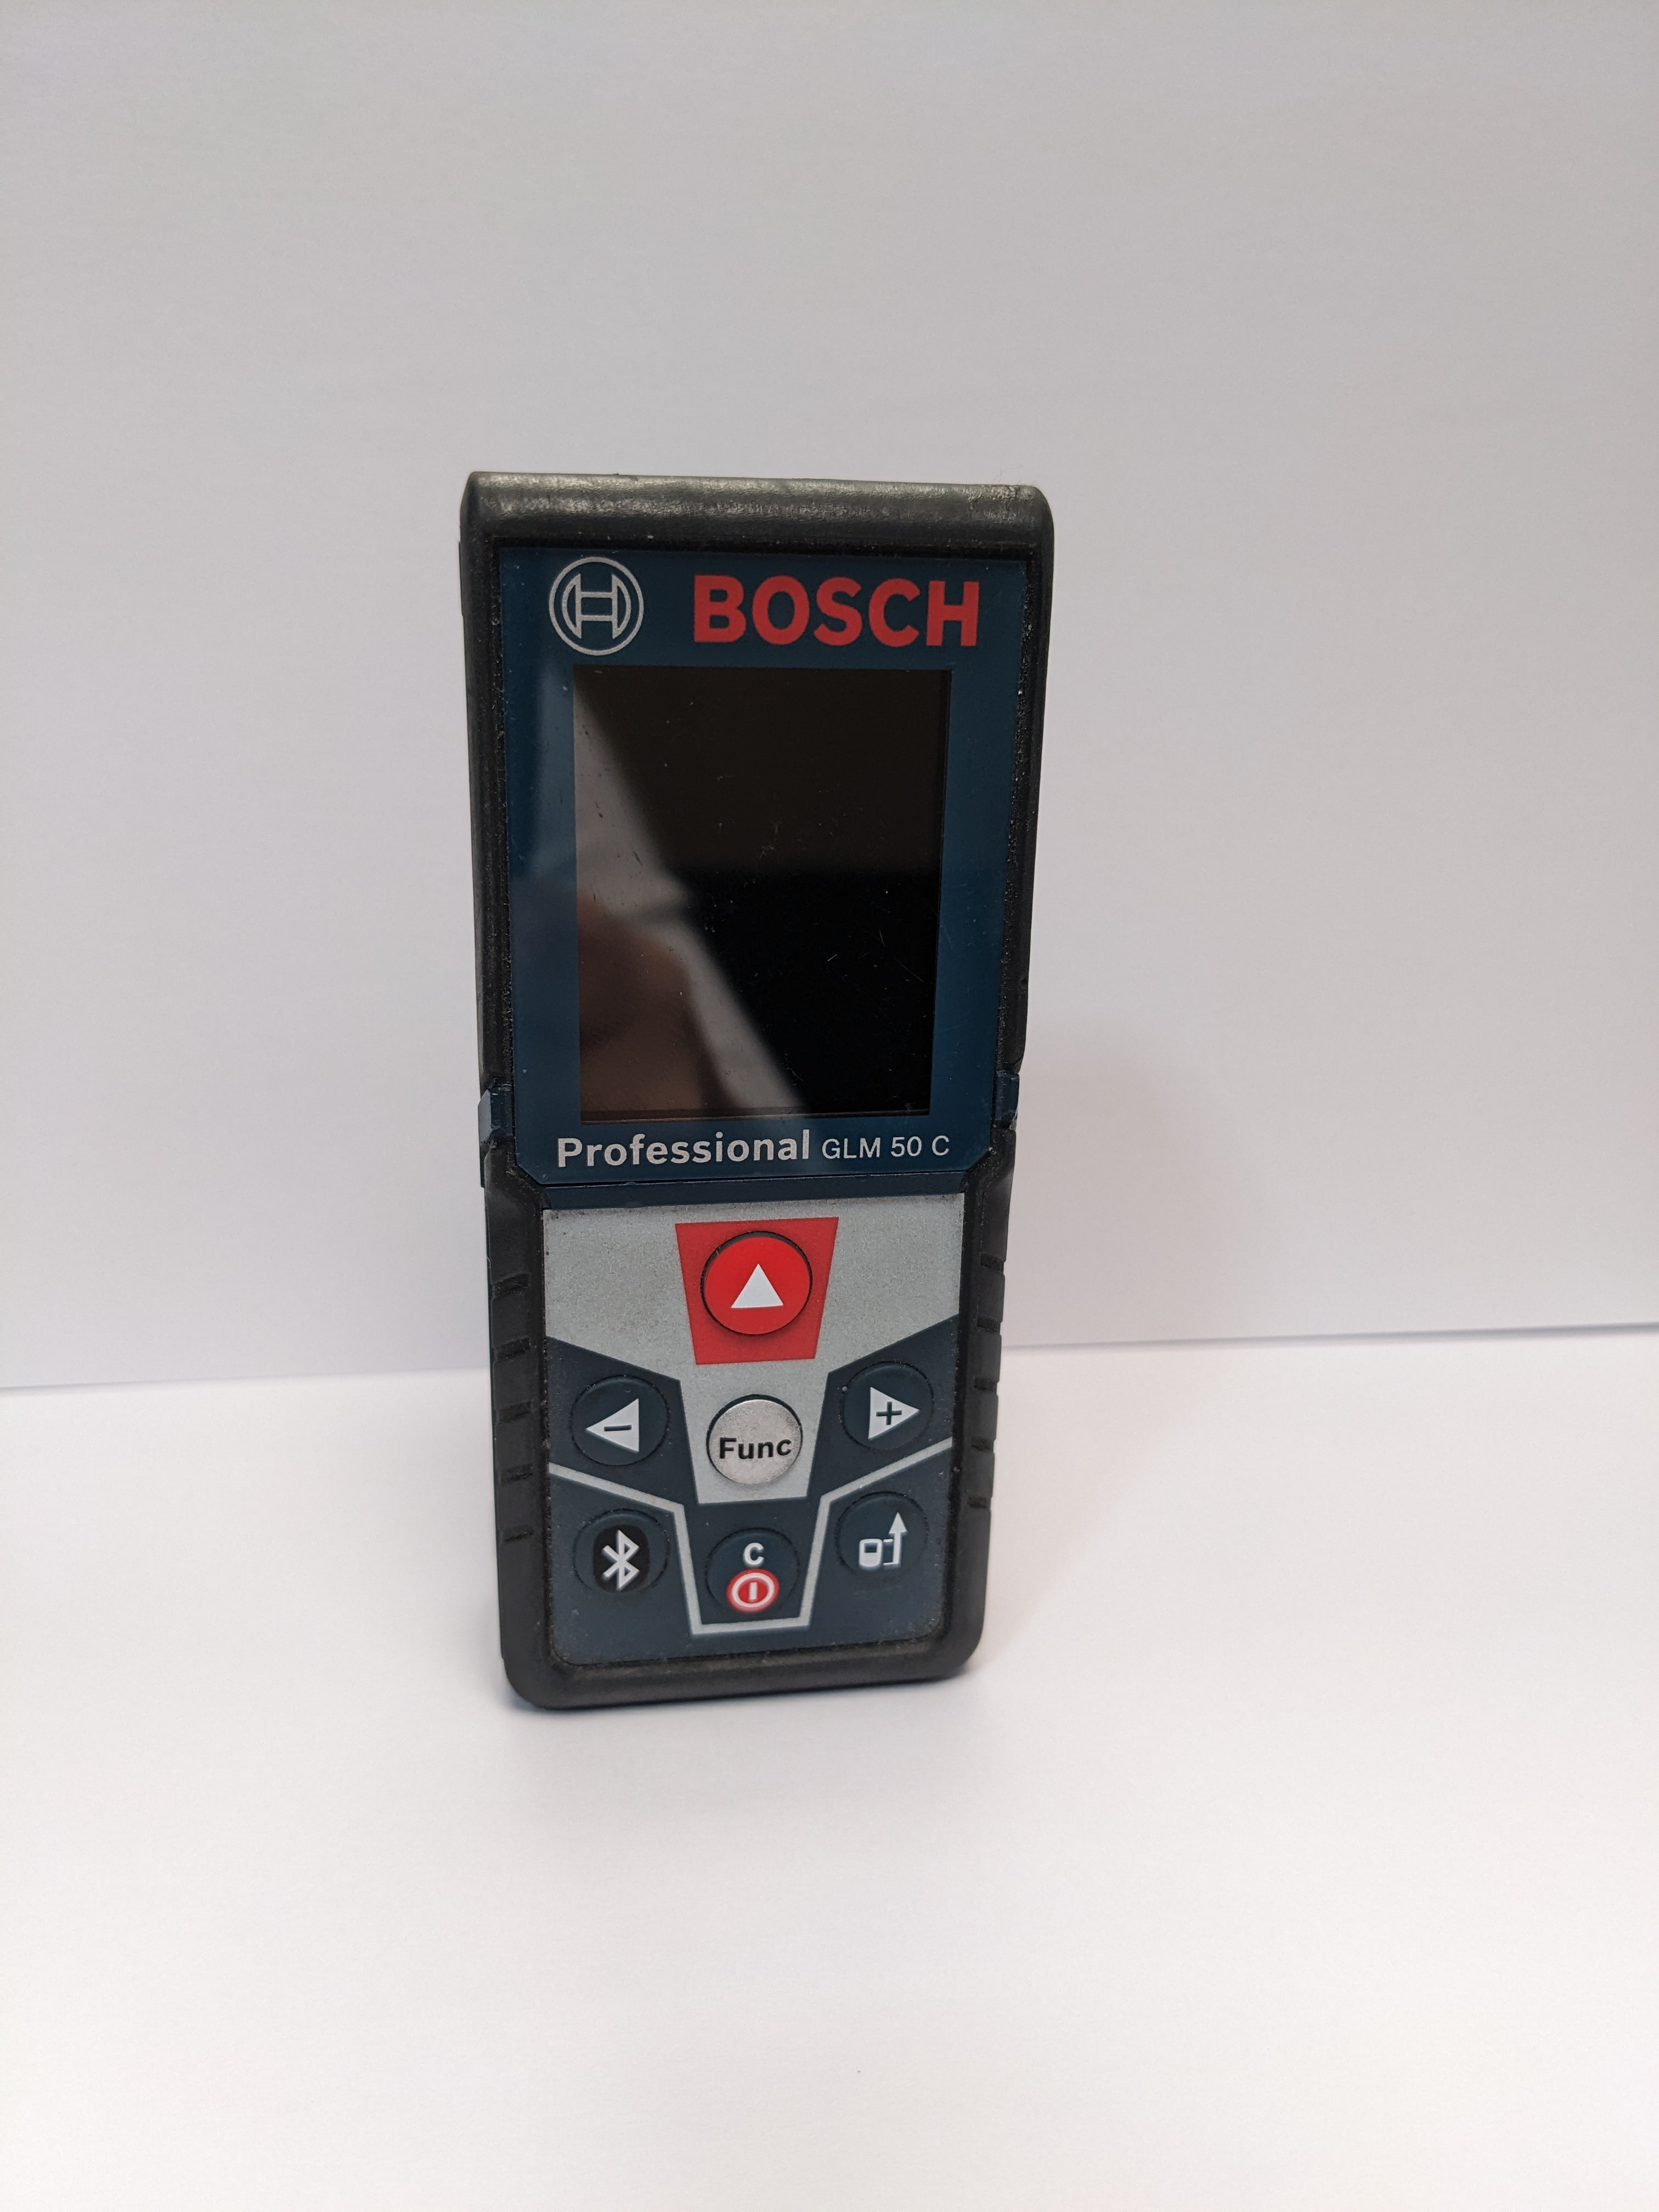 BOSCH
Professional GLM 50 C
- +
Func
C